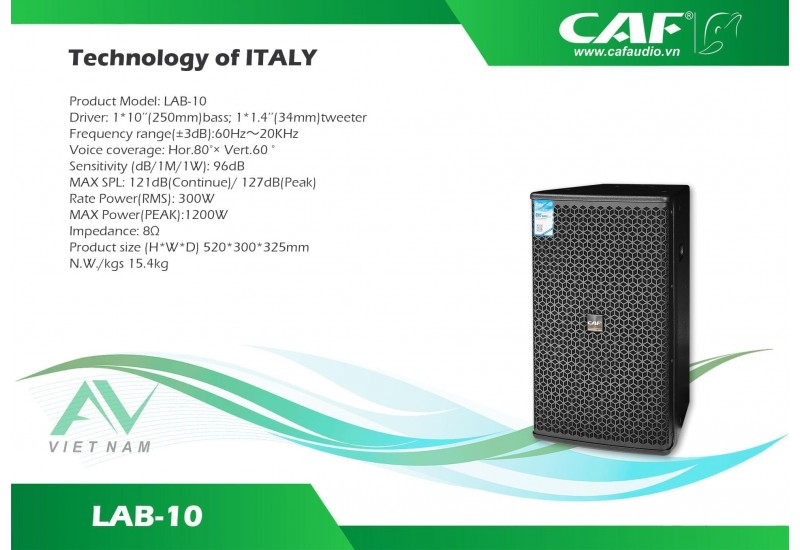 CAF®
www.cafaudio.vn
Technology of ITALY
Product Model: LAB-10
Driver: 1*10’’(250mm)bass; 1*1.4’’(34mm)tweeter
Frequency range(±3dB):60Hz～20KHz
Voice coverage: Hor.80°× Vert.60 °
Sensitivity (dB/1M/1W): 96dB
MAX SPL: 121dB(Continue)/ 127dB(Peak)
Rate Power(RMS): 300W
MAX Power(PEAK):1200W
Impedance: 8Ω
Product size (H*W*D) 520*300*325mm
N.W./kgs 15.4kg
CAF
AV
VIET NAM
LAB-10